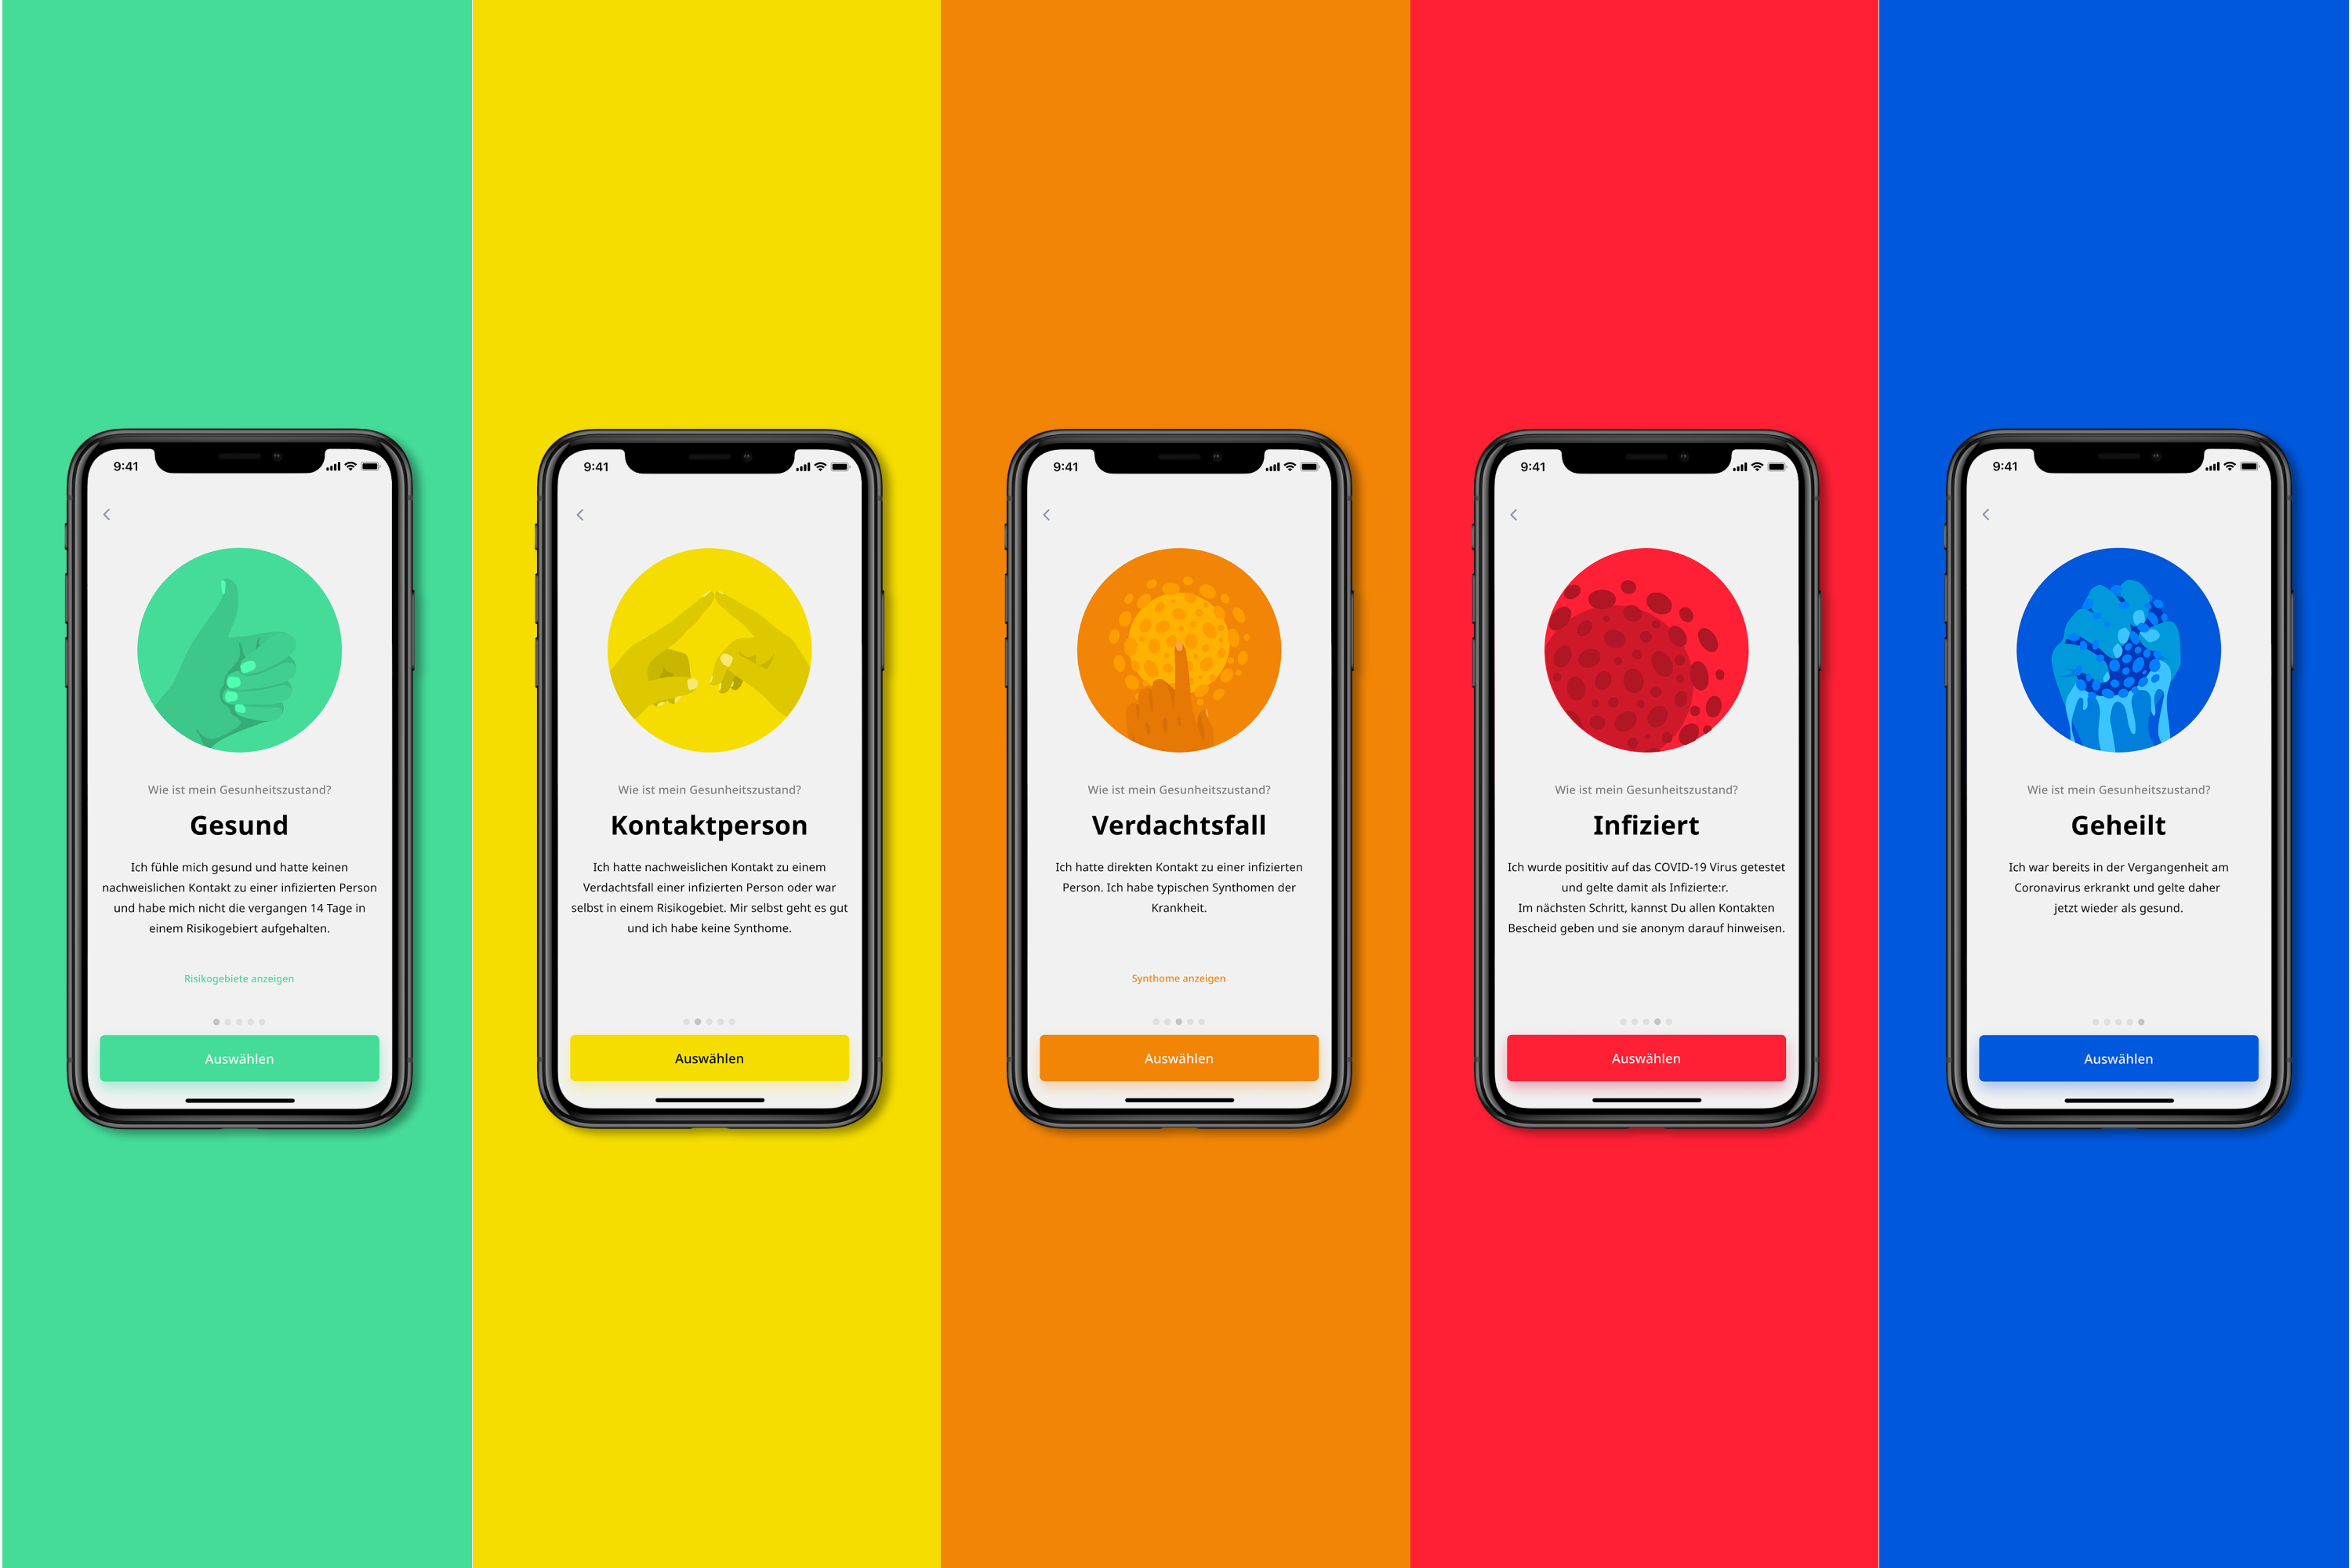 9:41
Wie ist mein Gesunheitszustand?
Gesund
Ich fühle mich gesund und hatte keinen
nachweislichen Kontakt zu einer infizierten Person
und habe mich nicht die vergangen 14 Tage in
einem Risikogebiert aufgehalten.
Risikogebiete anzeigen
Auswählen
9:41
Wie ist mein Gesunheitszustand?
Kontaktperson
Ich hatte nachweislichen Kontakt zu einem
Verdachtsfall einer infizierten Person oder war
selbst in einem Risikogebiet. Mir selbst geht es gut
und ich habe keine Synthome.
Auswählen
9:41
Wie ist mein Gesunheitszustand?
Verdachtsfall
Ich hatte direkten Kontakt zu einer infizierten
Person. Ich habe typischen Synthomen der
Krankheit.
Synthome anzeigen
Auswählen
9:41
Wie ist mein Gesunheitszustand?
Infiziert
Ich wurde posititiv auf das COVID-19 Virus getestet
und gelte damit als Infizierte:r.
Im nächsten Schritt, kannst Du allen Kontakten
Bescheid geben und sie anonym darauf hinweisen.
Auswählen
9:41
Wie ist mein Gesunheitszustand?
Geheilt
Ich war bereits in der Vergangenheit am
Coronavirus erkrankt und gelte daher
jetzt wieder als gesund.
Auswählen